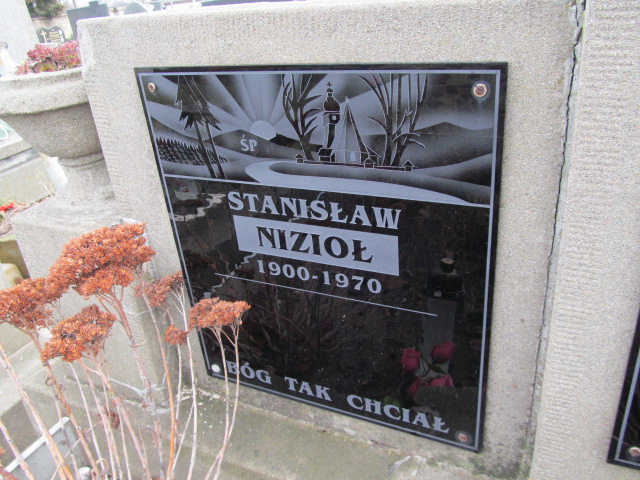 ŚP
STANISŁAW
NIZIOŁ
1900-1970
BÓG TAK CHCIAŁ